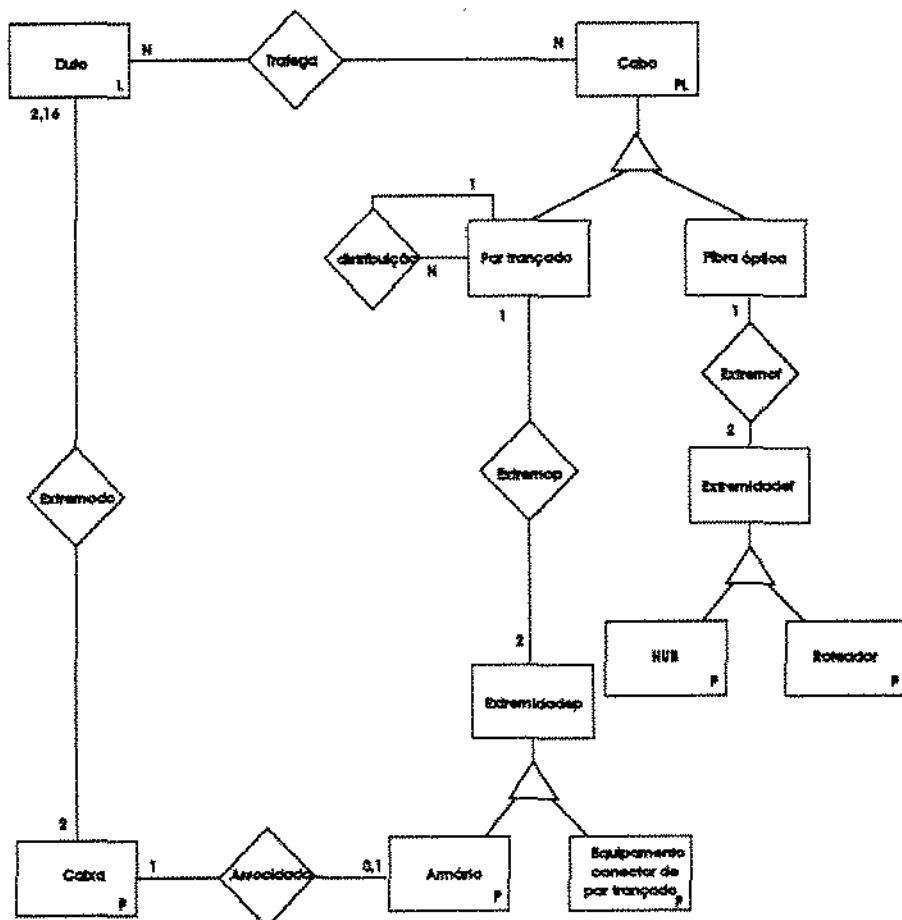 Duto
L
N
Trafega
N
Cabo
PL
2,16
1
distribuição
N
Par trançado
Fibra óptica
1
1
Extremof
2
Extremidadef
Extremodo
Extremop
HUB
P
Roteador
P
2
Extremidadep
2
Caixa
P
1
Associada
0,1
Armário
P
Equipamento
conector de
par trançado
P